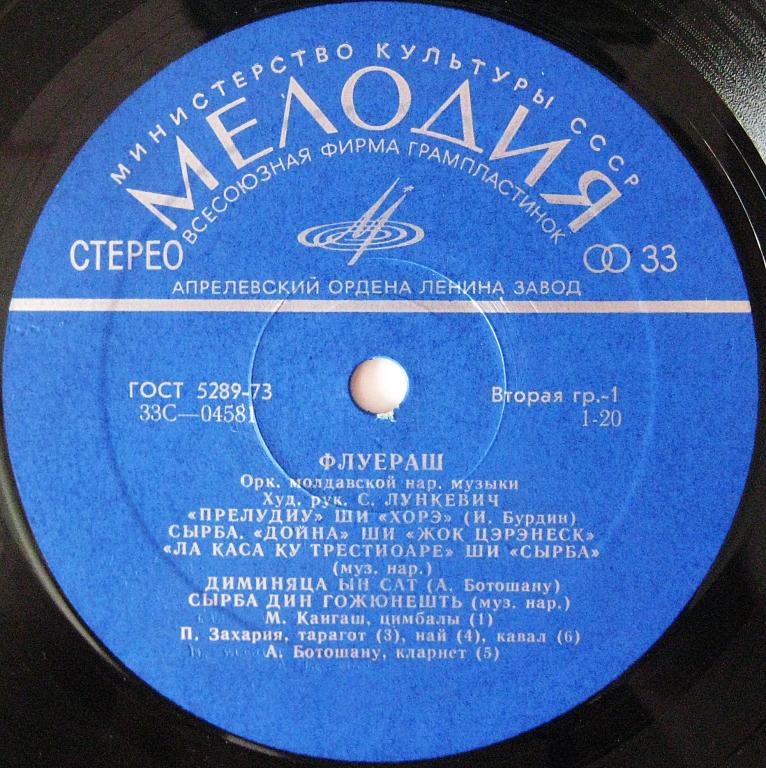 МИНИСТЕРСТВО КУЛЬТУРЫ СССР
МЕЛОДИЯ
ВСЕСОЮЗНАЯ ФИРМА ГРАМПЛАСТИНОК
СТЕРЕО 33
АПРЕЛЕВСКИЙ ОРДЕНА ЛЕНИНА ЗАВОД
ГОСТ 5289-73 Вторая гр.-1
33С—04581 1-20
ФЛУЕРАШ
Орк. молдавской нар. музыки
Худ. рук. С. ЛУНКЕВИЧ
«ПРЕЛУДИУ» ШИ «ХОРЭ» (И. Бурдин)
СЫРБА. «ДОЙНА» ШИ «ЖОК ЦЭРЭНЕСК»
«ЛА КАСА КУ ТРЕСТИОАРЕ» ШИ «СЫРБА»
(муз. нар.)
ДИМИНЯЦА ЫН САТ (А. Ботошану)
СЫРБА ДИН ГОЖЮНЕШТЬ (муз. нар.)
М. Кангаш, цимбалы (1)
П. Захария, тарагот (3), най (4), кавал (6)
А. Ботошану, кларнет (5)